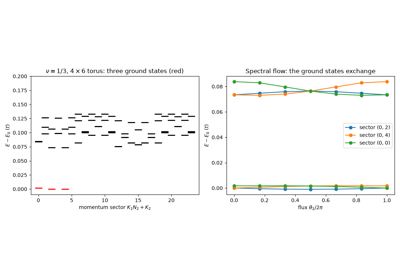 ν = 1/3, 4 × 6 torus: three ground states (red)
E − E₀ (t)
0.200
0.175
0.150
0.125
0.100
0.075
0.050
0.025
0.000
0
5
10
15
20
momentum sector K₁N₂ + K₂
Spectral flow: the ground states exchange
E − E₀ (t)
0.08
0.06
0.04
0.02
0.00
sector (0, 2)
sector (0, 4)
sector (0, 0)
0.0
0.2
0.4
0.6
0.8
1.0
flux θ₂/2π